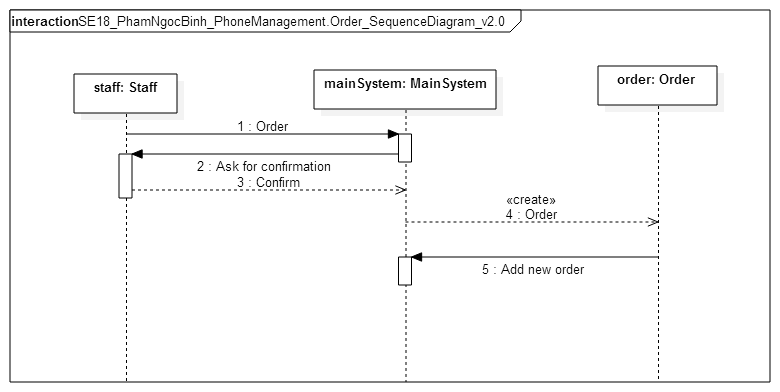 interactionSE18_PhamNgocBinh_PhoneManagement.Order_SequenceDiagram_v2.0
staff: Staff
mainSystem: MainSystem
order: Order
1 : Order
2 : Ask for confirmation
3 : Confirm
«create»
4 : Order
5 : Add new order